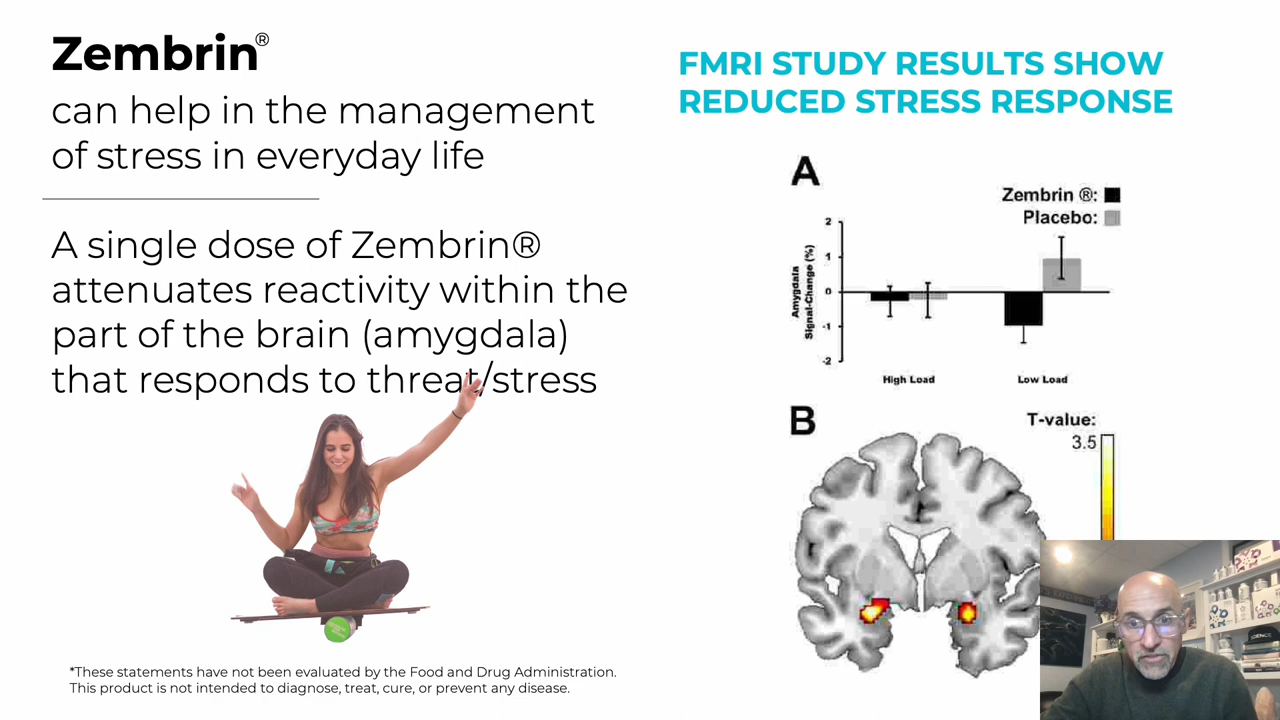 Zembrin®
can help in the management
of stress in everyday life
A single dose of Zembrin®
attenuates reactivity within the
part of the brain (amygdala)
that responds to threat/stress
*These statements have not been evaluated by the Food and Drug Administration.
This product is not intended to diagnose, treat, cure, or prevent any disease.
FMRI STUDY RESULTS SHOW
REDUCED STRESS RESPONSE
A
Zembrin ®:
Placebo:
Amygdala
Signal-Change (%)
2
1
0
-1
-2
High Load
Low Load
B
T-value:
3.5